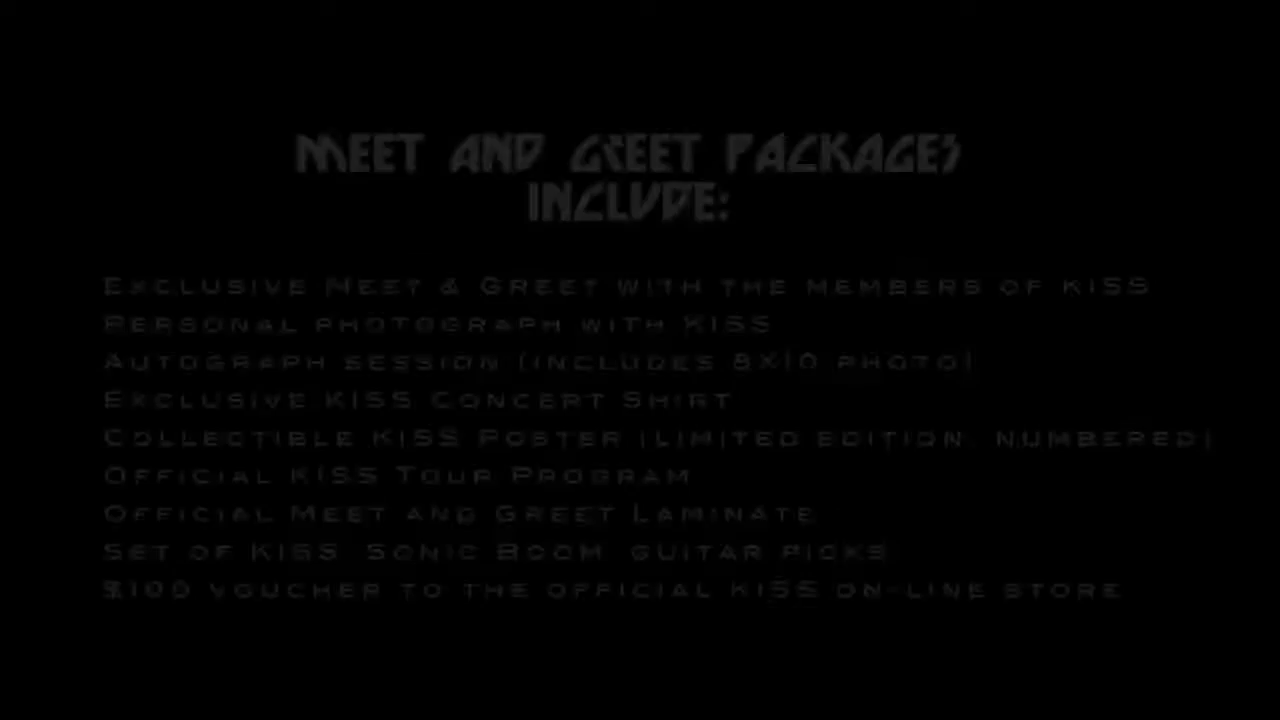 MEET AND GREET PACKAGES
INCLUDE:
EXCLUSIVE MEET & GREET WITH THE MEMBERS OF KISS
PERSONAL PHOTOGRAPH WITH KISS
AUTOGRAPH SESSION (INCLUDES 8X10 PHOTO)
EXCLUSIVE KISS CONCERT SHIRT
COLLECTIBLE KISS POSTER (LIMITED EDITION, NUMBERED)
OFFICIAL KISS TOUR PROGRAM
OFFICIAL MEET AND GREET LAMINATE
SET OF KISS 'SONIC BOOM' GUITAR PICKS
$100 VOUCHER TO THE OFFICIAL KISS ON-LINE STORE